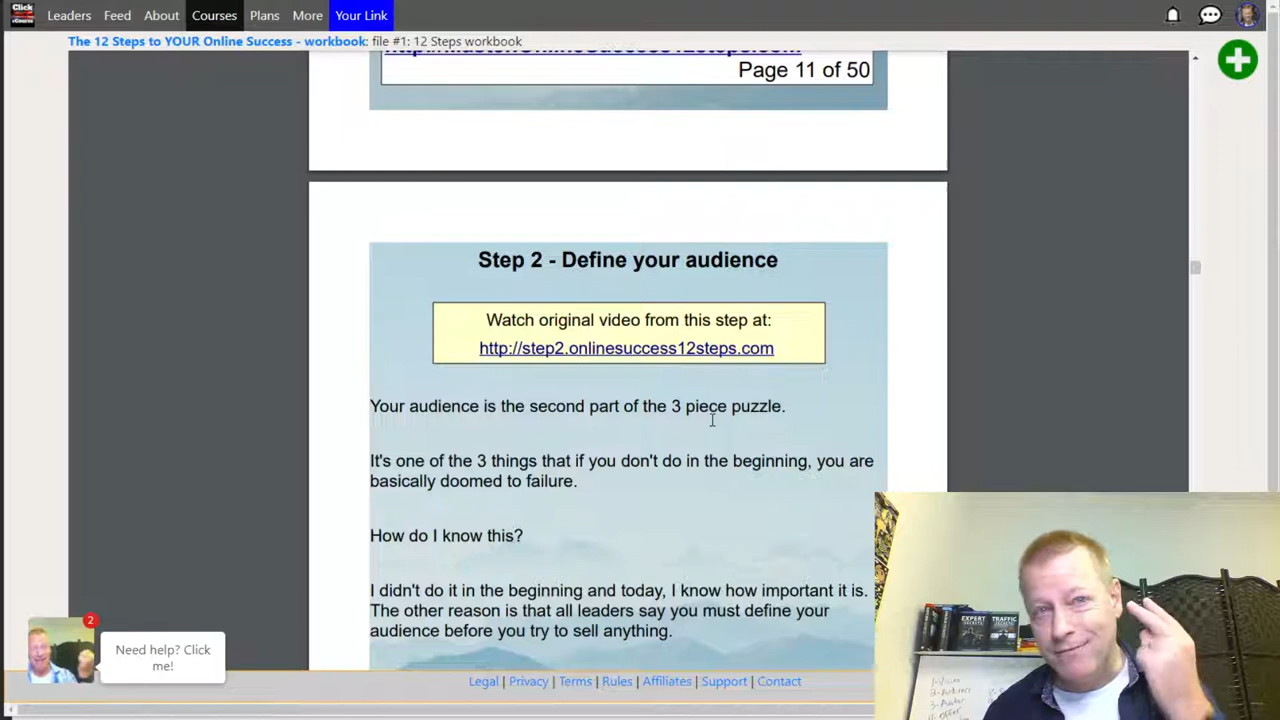 Click
eCourse
Leaders Feed About Courses Plans More Your Link
The 12 Steps to YOUR Online Success - workbook: file #1: 12 Steps workbook
Page 11 of 50
Step 2 - Define your audience
Watch original video from this step at:
http://step2.onlinesuccess12steps.com
Your audience is the second part of the 3 piece puzzle.
It's one of the 3 things that if you don't do in the beginning, you are
basically doomed to failure.
How do I know this?
I didn't do it in the beginning and today, I know how important it is.
The other reason is that all leaders say you must define your
audience before you try to sell anything.
2
Need help? Click
me!
EXPERT
SECRETS
TRAFFIC
SECRETS
Legal | Privacy | Terms | Rules | Affiliates | Support | Contact